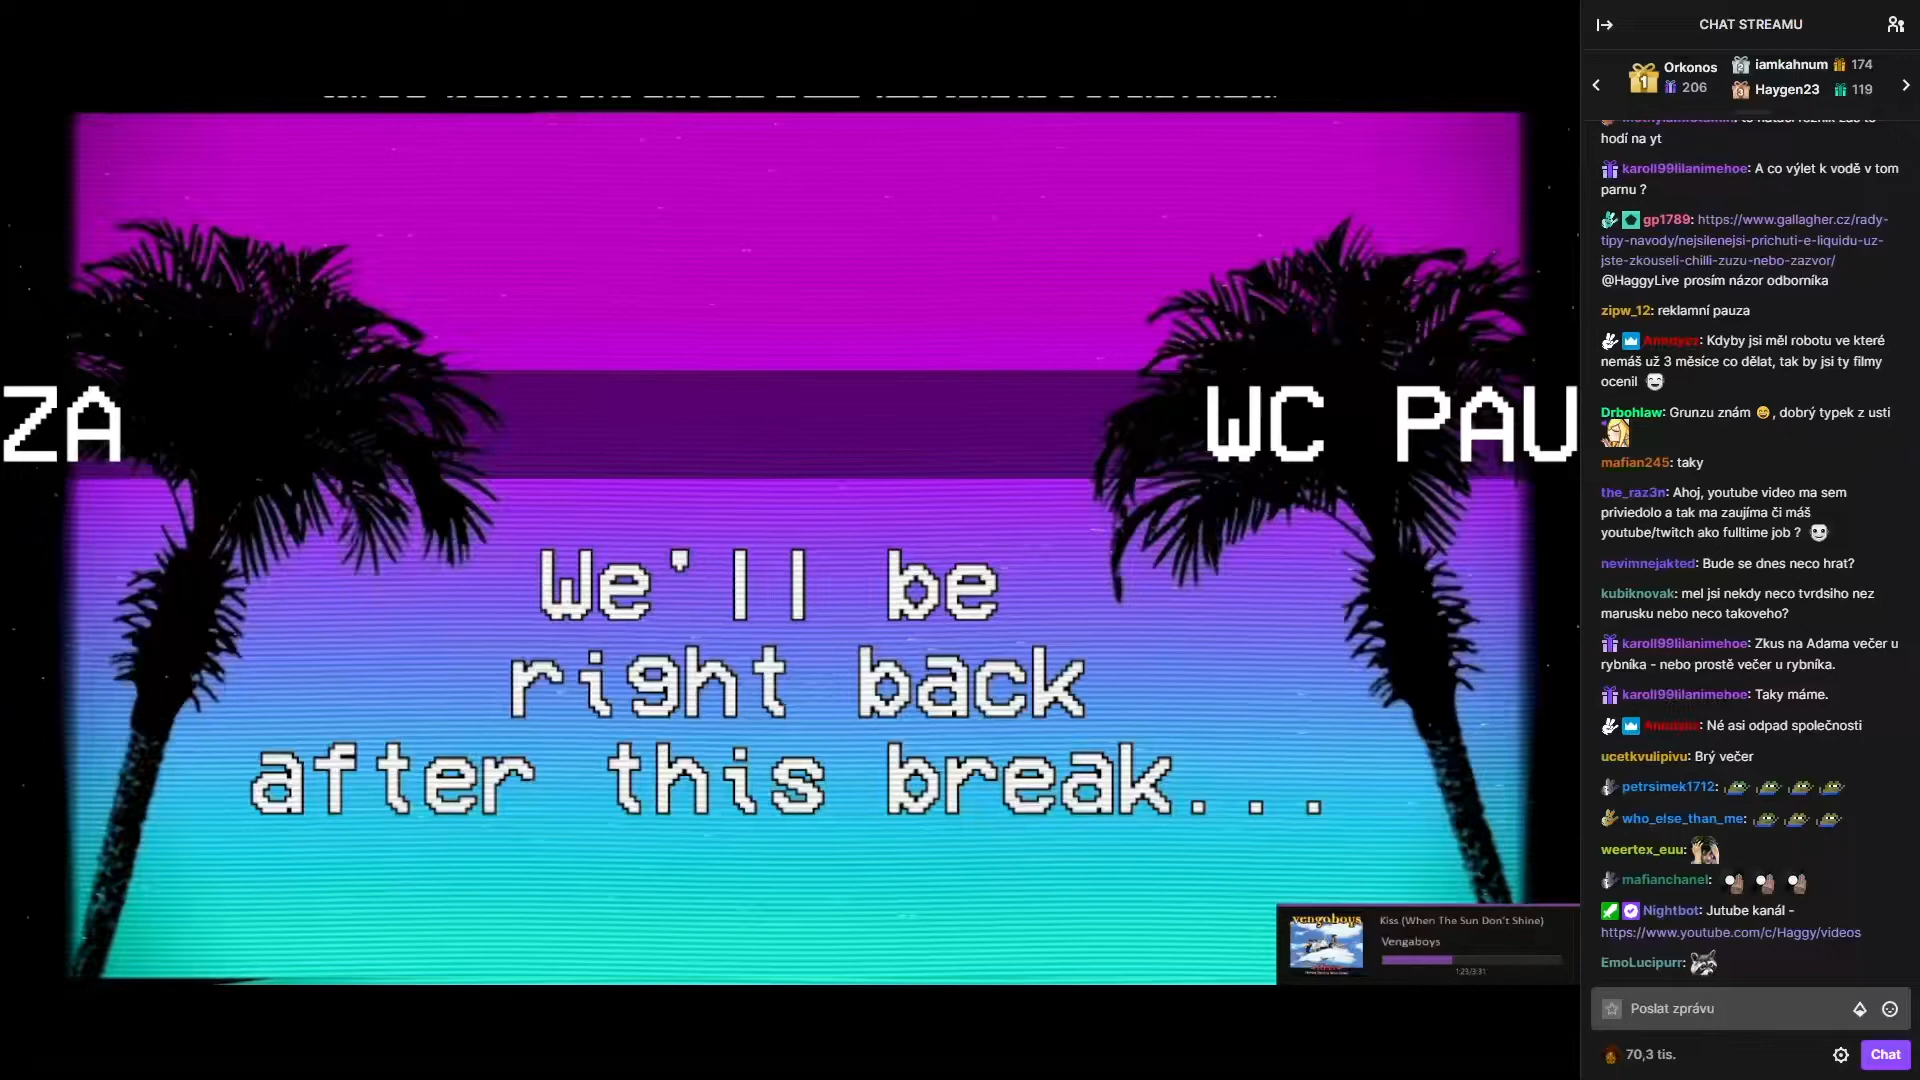 ZA
WC PAU
We'll be
right back
after this break...
vengaboys
Kiss (When The Sun Don't Shine)
Vengaboys
1:23/3:31
CHAT STREAMU
1
Orkonos
206
iamkahnum 174
Haygen23 119
hodí na yt
karoll99lilanimehoe: A co výlet k vodě v tom
parnu ?
gp1789: https://www.gallagher.cz/rady-
tipy-navody/nejsilenejsi-prichuti-e-liquidu-uz-
jste-zkouseli-chilli-zuzu-nebo-zazvor/
@HaggyLive prosím názor odborníka
zipw_12: reklamní pauza
: Kdyby jsi měl robotu ve které
nemáš už 3 měsíce co dělat, tak by jsi ty filmy
ocenil
Drbohlaw: Grunzu znám , dobrý typek z usti
mafian245: taky
the_raz3n: Ahoj, youtube video ma sem
priviedolo a tak ma zaujíma či máš
youtube/twitch ako fulltime job ?
nevimnejakted: Bude se dnes neco hrat?
kubiknovak: mel jsi nekdy neco tvrdsiho nez
marusku nebo neco takoveho?
karoll99lilanimehoe: Zkus na Adama večer u
rybníka - nebo prostě večer u rybníka.
karoll99lilanimehoe: Taky máme.
: Né asi odpad společnosti
ucetkvulipivu: Brý večer
petrsimek1712:
who_else_than_me:
weertex_euu:
mafianchanel:
Nightbot: Jutube kanál -
https://www.youtube.com/c/Haggy/videos
EmoLucipurr:
Poslat zprávu
70,3 tis.
Chat